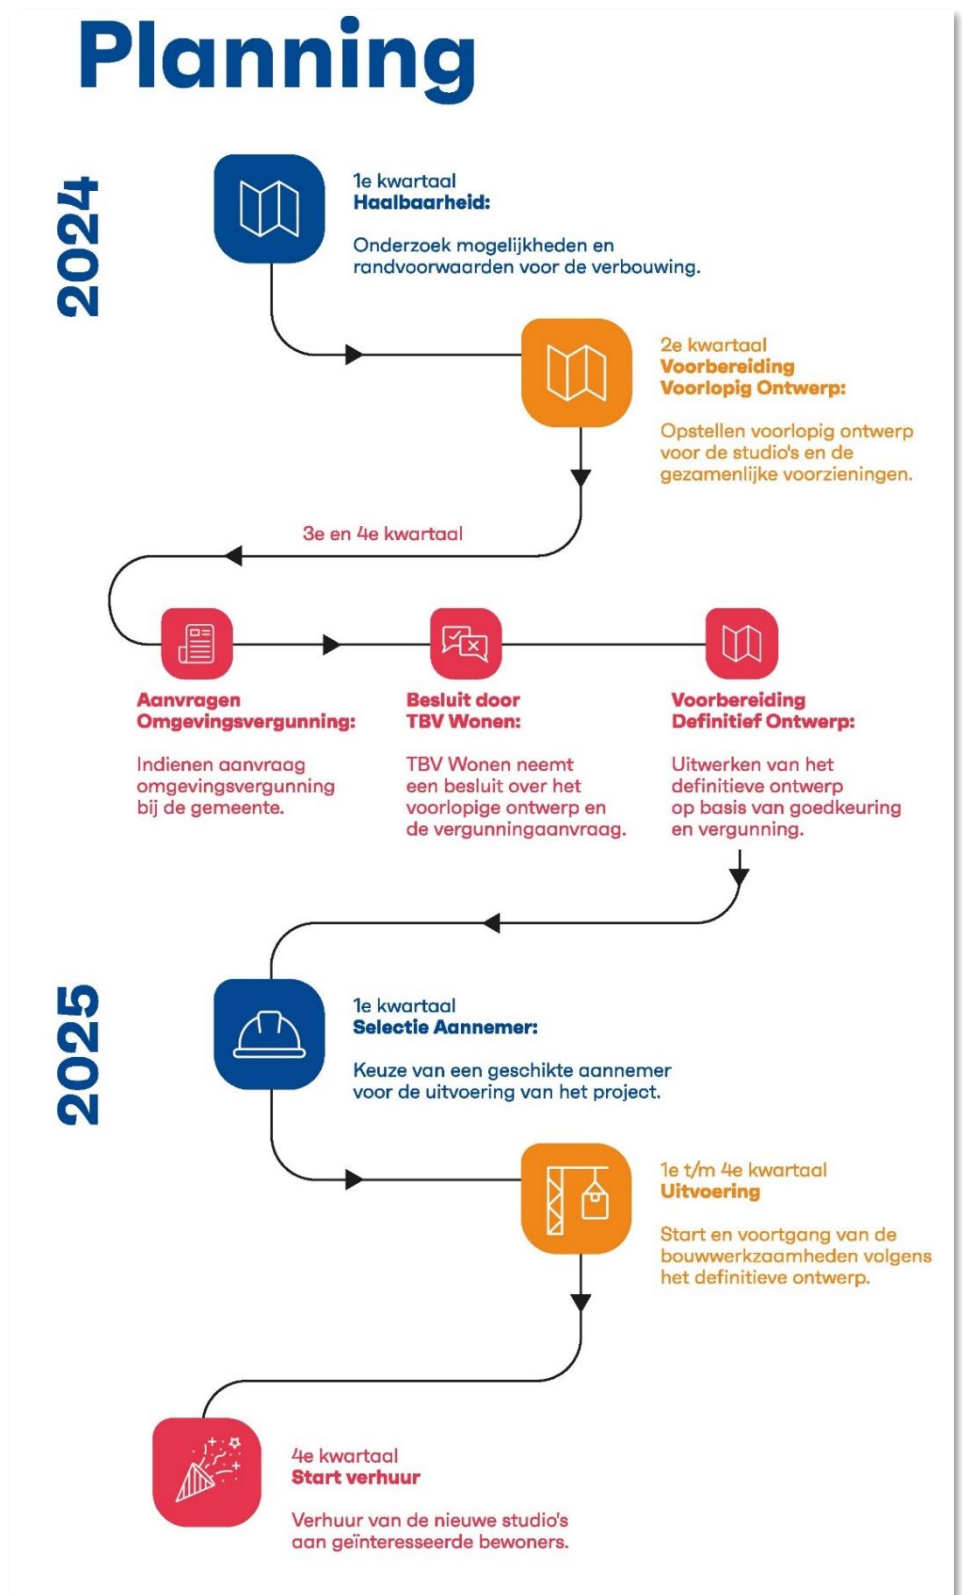 Planning
2024
1e kwartaal
Haalbaarheid:
Onderzoek mogelijkheden en
randvoorwaarden voor de verbouwing.
2e kwartaal
Voorbereiding
Voorlopig Ontwerp:
Opstellen voorlopig ontwerp
voor de studio's en de
gezamenlijke voorzieningen.
3e en 4e kwartaal
Aanvragen
Omgevingsvergunning:
Indienen aanvraag
omgevingsvergunning
bij de gemeente.
Besluit door
TBV Wonen:
TBV Wonen neemt
een besluit over het
voorlopige ontwerp en
de vergunningaanvraag.
Voorbereiding
Definitief Ontwerp:
Uitwerken van het
definitieve ontwerp
op basis van goedkeuring
en vergunning.
2025
1e kwartaal
Selectie Aannemer:
Keuze van een geschikte aannemer
voor de uitvoering van het project.
1e t/m 4e kwartaal
Uitvoering
Start en voortgang van de
bouwwerkzaamheden volgens
het definitieve ontwerp.
4e kwartaal
Start verhuur
Verhuur van de nieuwe studio's
aan geïnteresseerde bewoners.